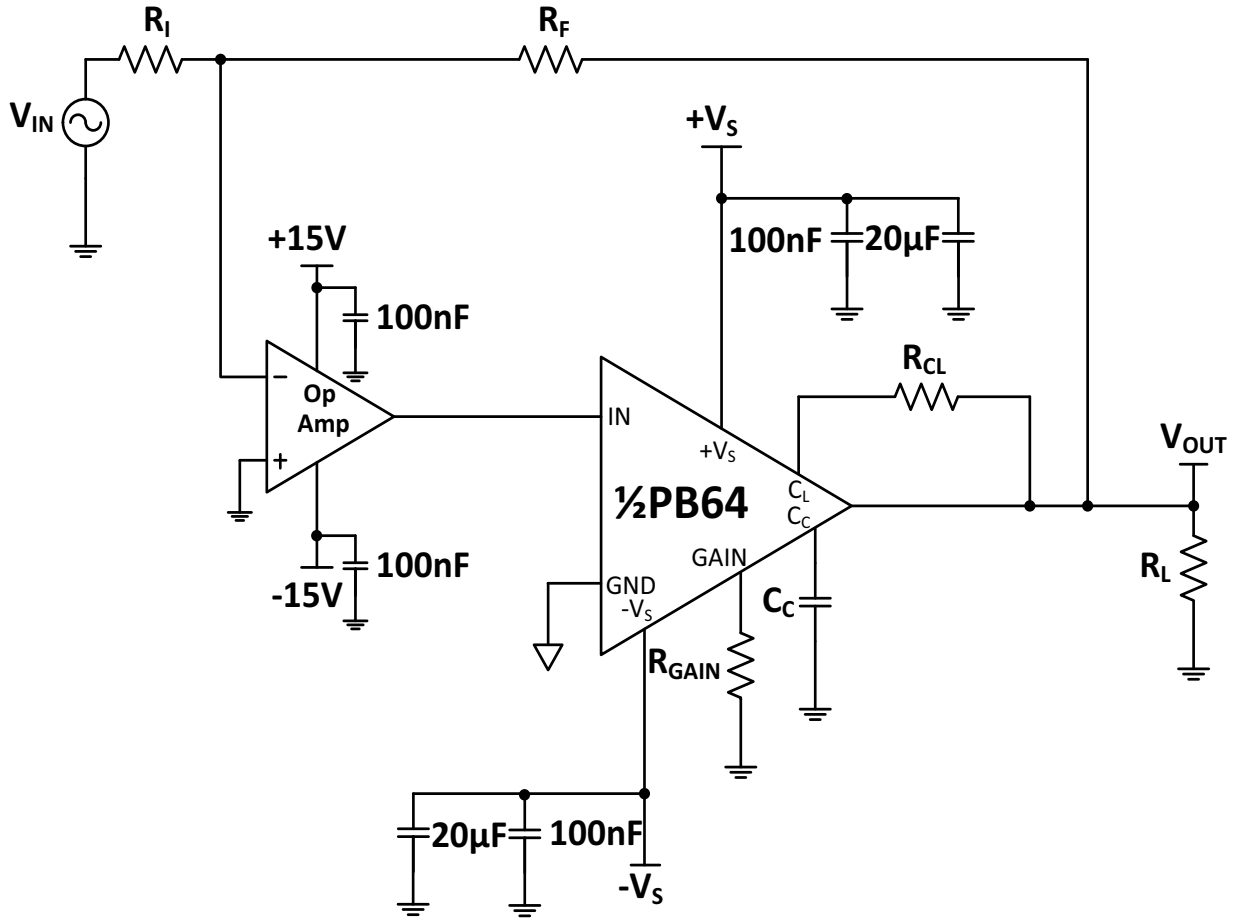 R_I
R_F
V_IN
+V_S
+15V
100nF
20µF
100nF
R_CL
Op
Amp
−
+
IN
+V_S
V_OUT
½PB64
C_L
C_C
GAIN
-15V
100nF
GND
-V_S
C_C
R_L
R_GAIN
20µF
100nF
-V_S